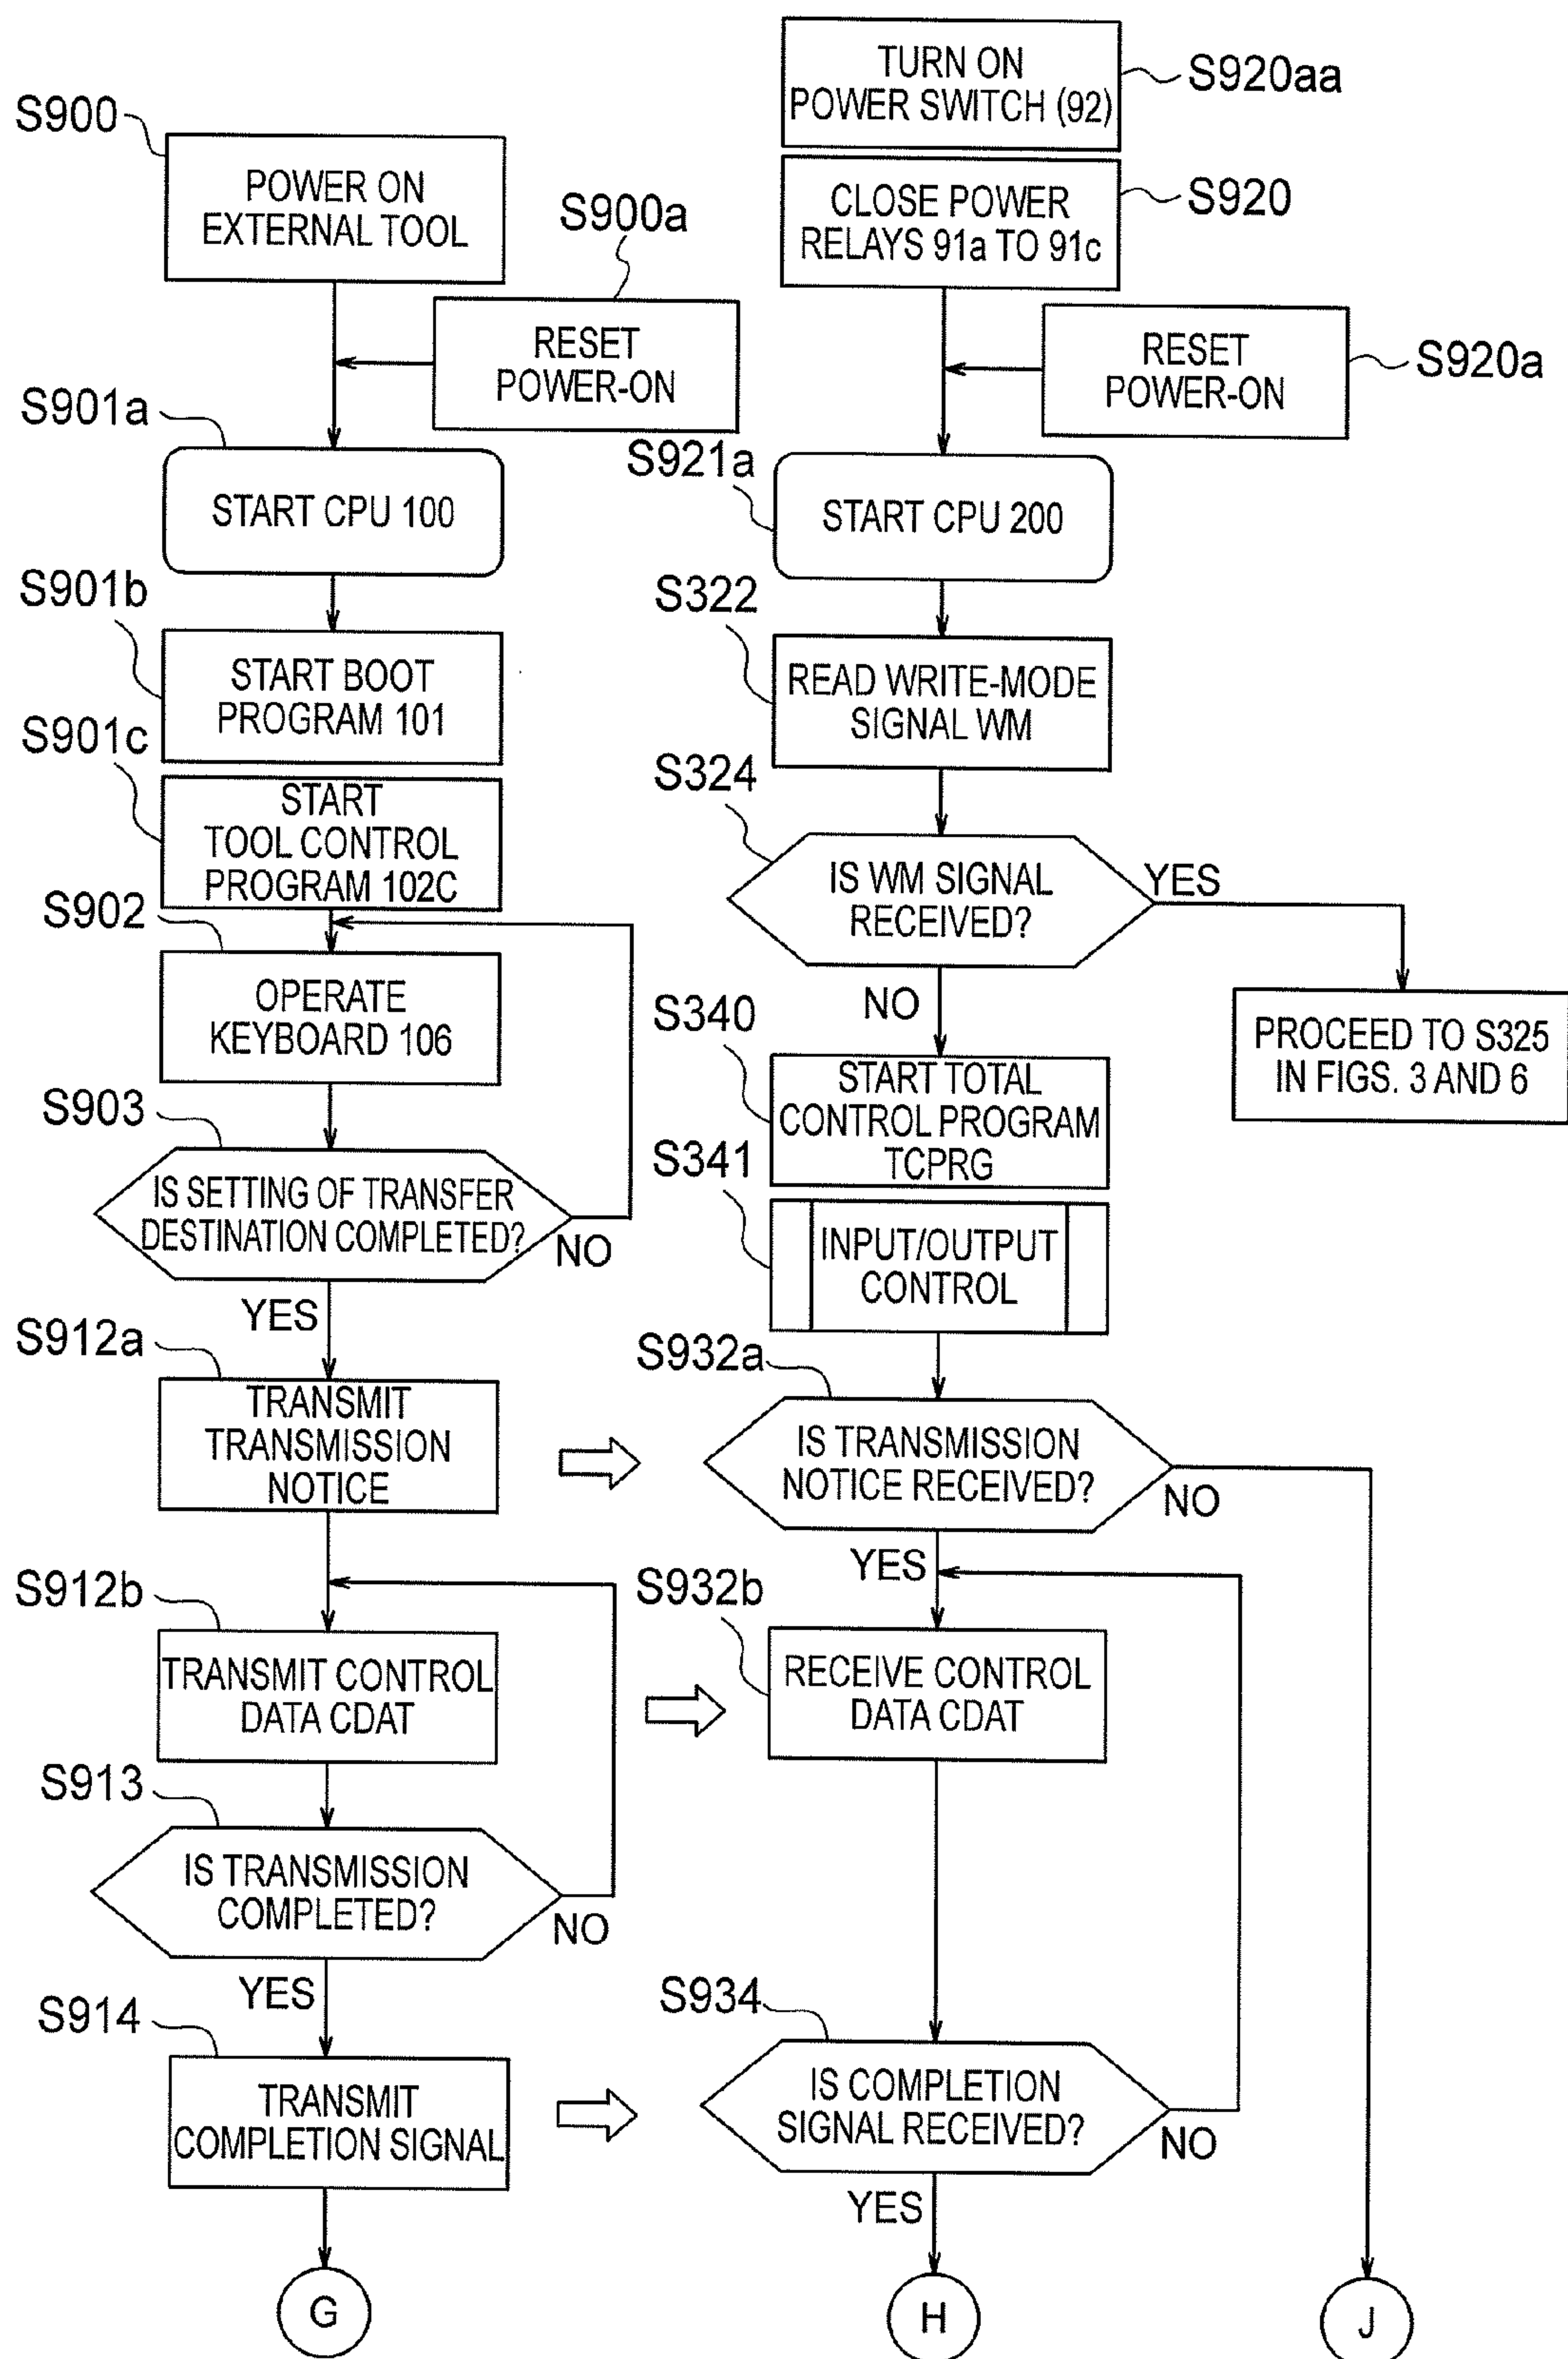 S900
POWER ON
EXTERNAL TOOL
S900a
RESET
POWER-ON
S901a
START CPU 100
S901b
START BOOT
PROGRAM 101
S901c
START
TOOL CONTROL
PROGRAM 102C
S902
OPERATE
KEYBOARD 106
S903
IS SETTING OF TRANSFER
DESTINATION COMPLETED?
NO
YES
S912a
TRANSMIT
TRANSMISSION
NOTICE
S912b
TRANSMIT CONTROL
DATA CDAT
S913
IS TRANSMISSION
COMPLETED?
NO
YES
S914
TRANSMIT
COMPLETION SIGNAL
G
TURN ON
POWER SWITCH (92)
S920aa
CLOSE POWER
RELAYS 91a TO 91c
S920
RESET
POWER-ON
S920a
S921a
START CPU 200
S322
READ WRITE-MODE
SIGNAL WM
S324
IS WM SIGNAL
RECEIVED?
YES
PROCEED TO S325
IN FIGS. 3 AND 6
NO
S340
START TOTAL
CONTROL PROGRAM
TCPRG
S341
INPUT/OUTPUT
CONTROL
S932a
IS TRANSMISSION
NOTICE RECEIVED?
NO
YES
S932b
RECEIVE CONTROL
DATA CDAT
S934
IS COMPLETION
SIGNAL RECEIVED?
NO
YES
H
J